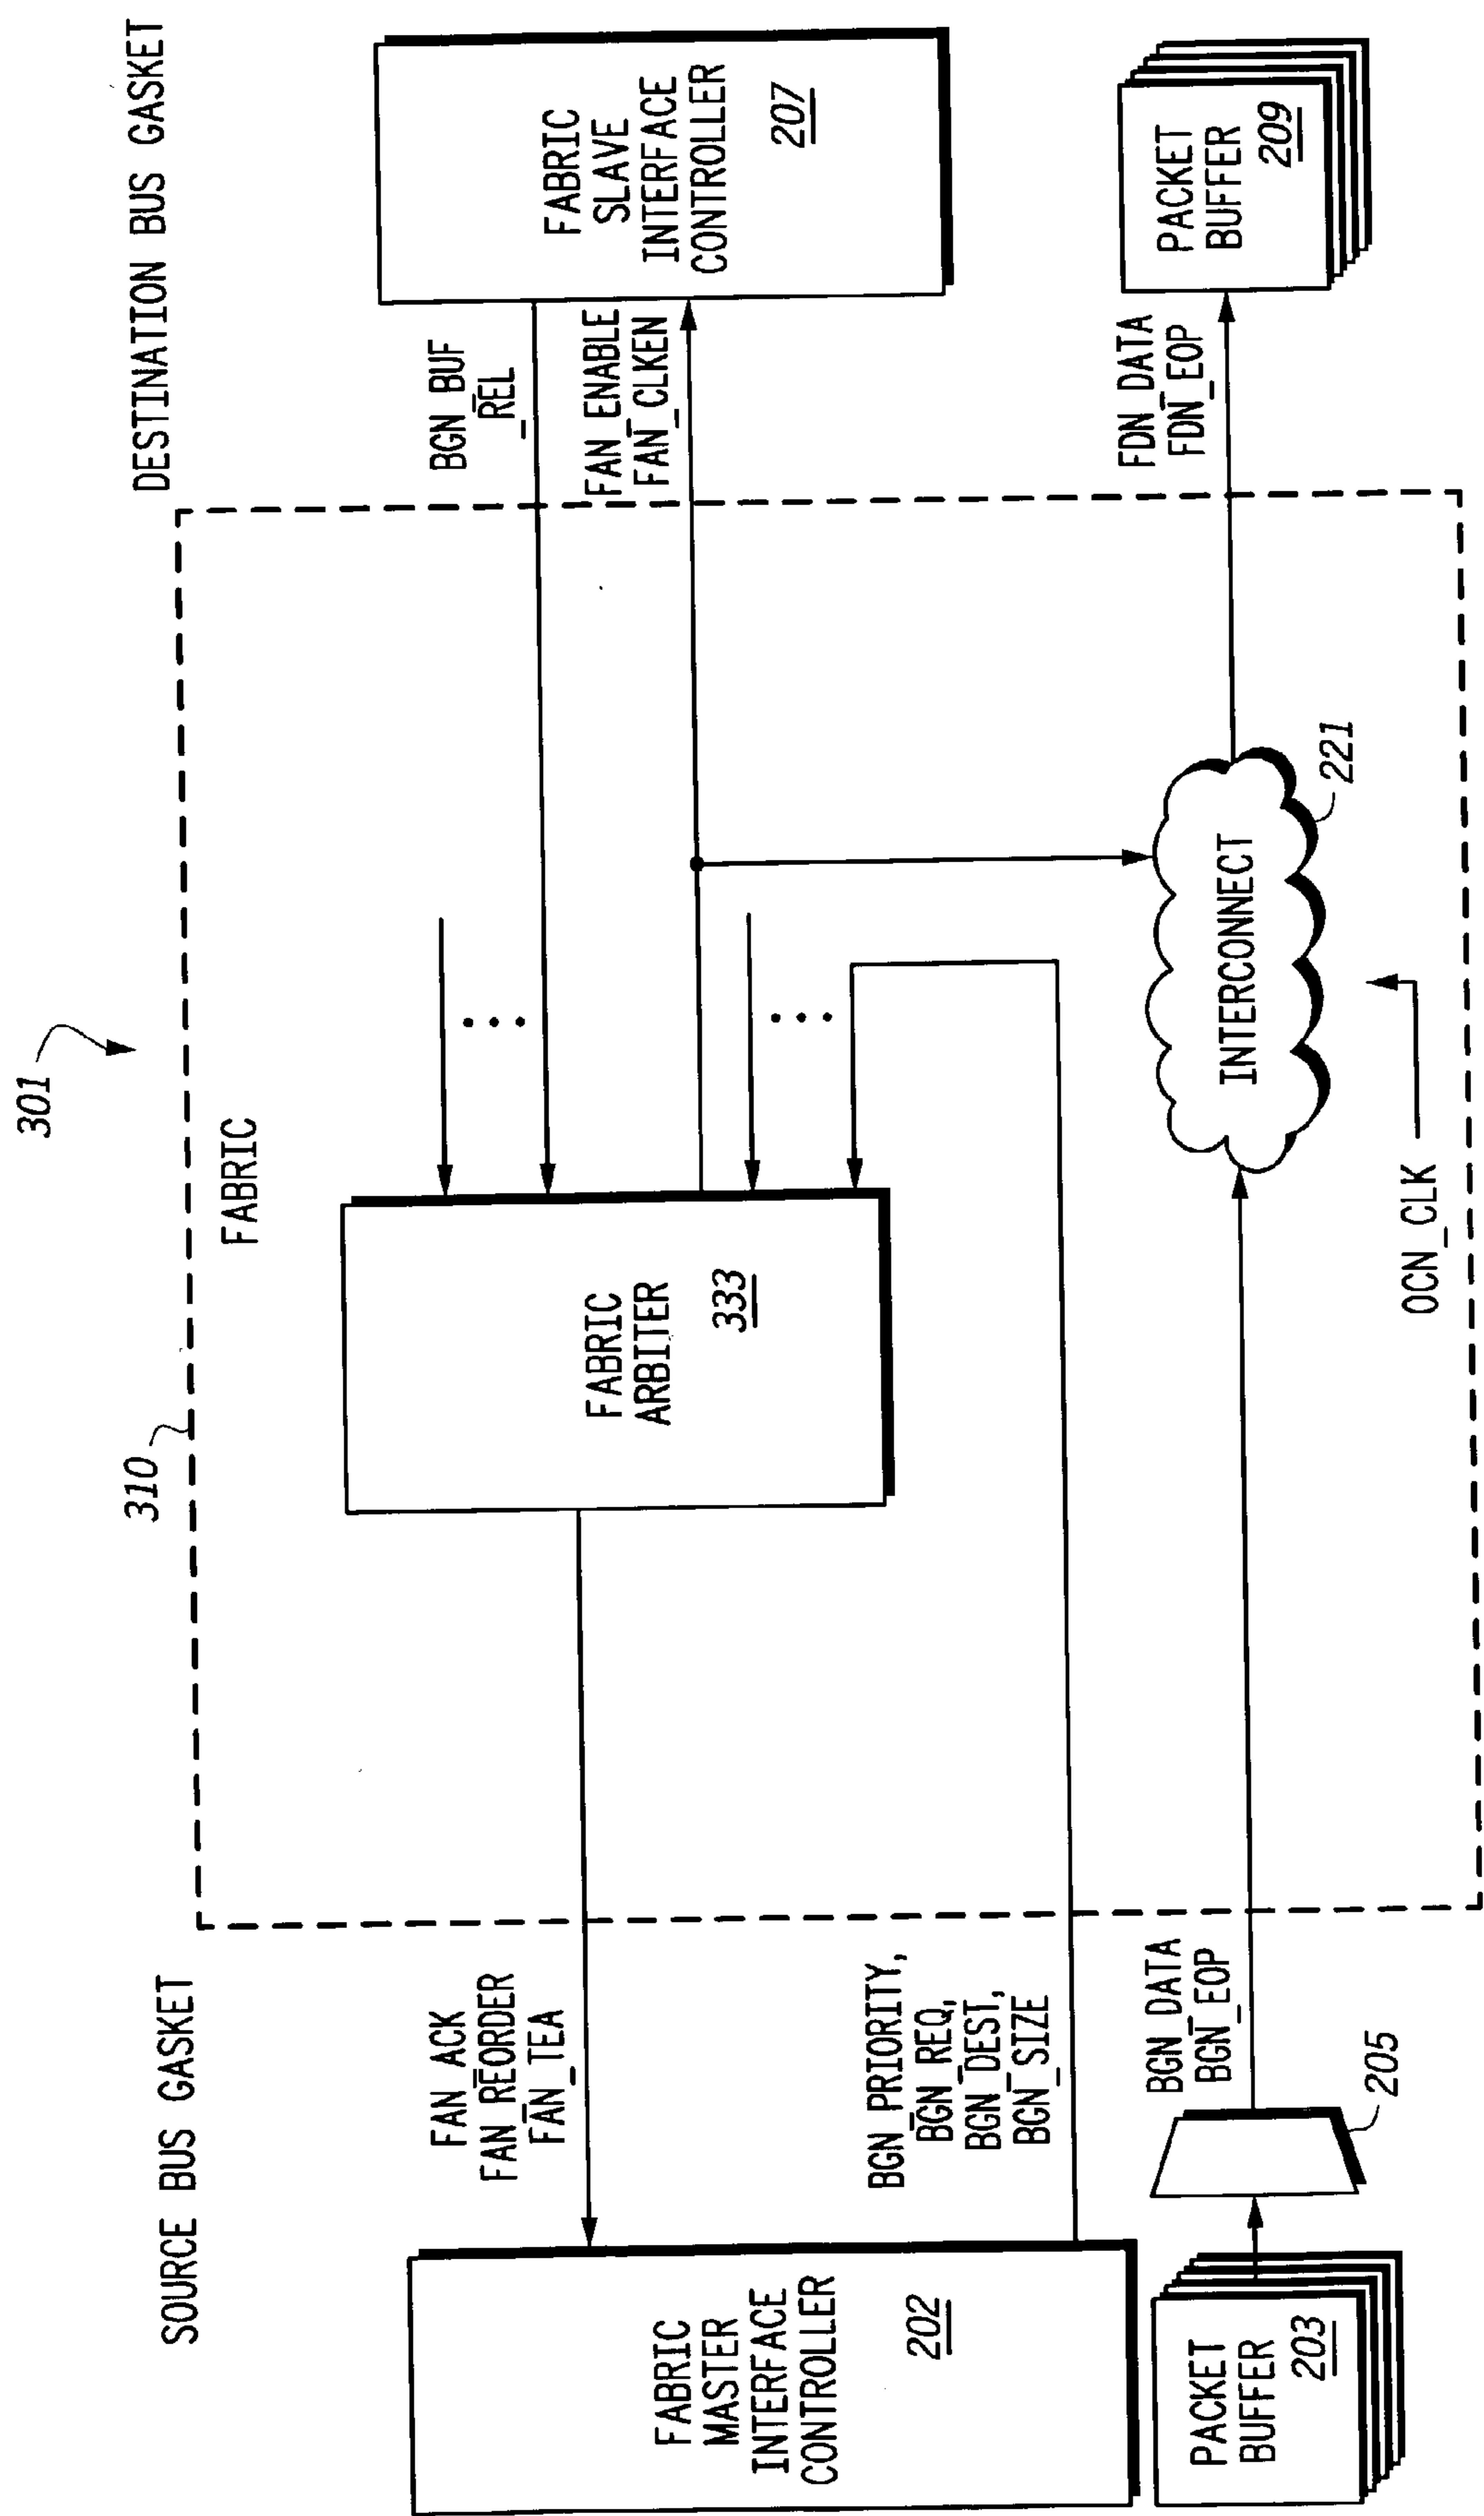 301
310
SOURCE BUS GASKET
DESTINATION BUS GASKET
FABRIC
FABRIC
MASTER
INTERFACE
CONTROLLER
202
FAN_ACK
FAN_REORDER
FAN_TEA
BGN_PRIORITY,
BGN_REQ,
BGN_DEST,
BGN_SIZE
FABRIC
ARBITER
333
BGN_BUF
_REL
FAN_ENABLE
FAN_CLKEN
FABRIC
SLAVE
INTERFACE
CONTROLLER
207
PACKET
BUFFER
203
205
BGN_DATA
BGN_EOP
INTERCONNECT
221
OCN_CLK
FDN_DATA
FDN_EOP
PACKET
BUFFER
209